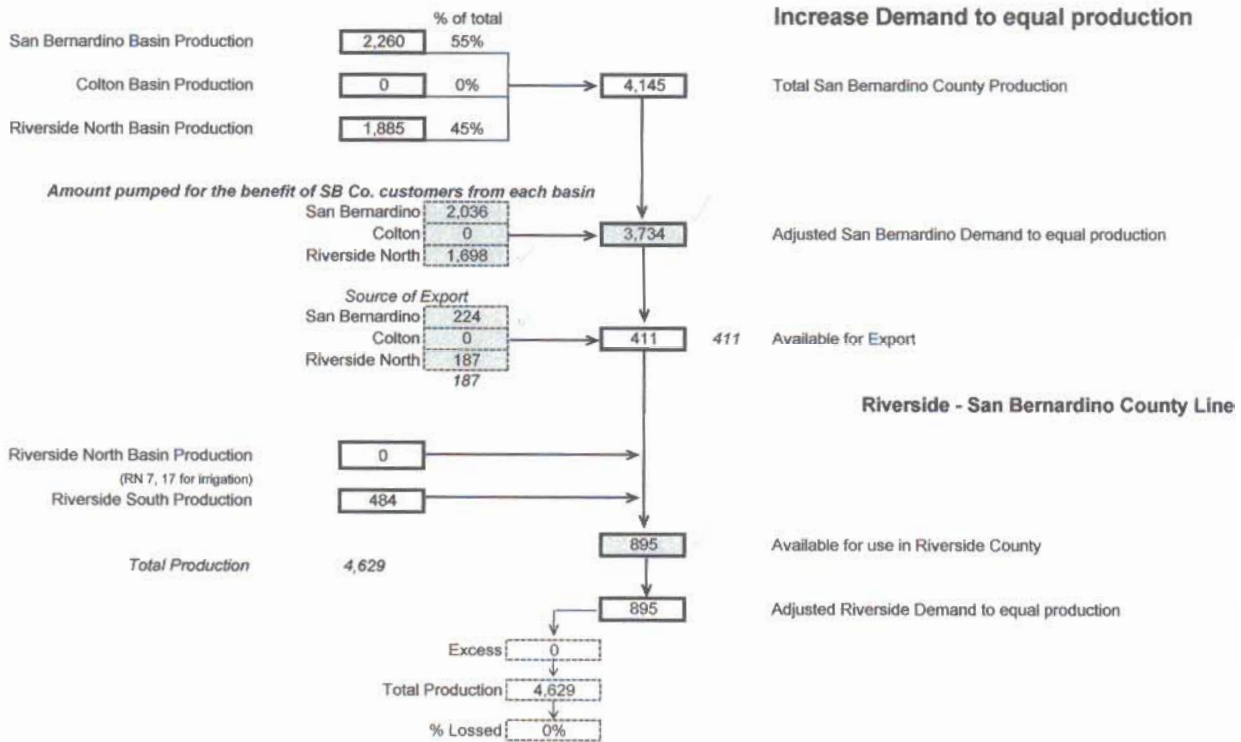 % of total
Increase Demand to equal production
San Bernardino Basin Production 2,260 55%
Colton Basin Production 0 0% 4,145 Total San Bernardino County Production
Riverside North Basin Production 1,885 45%
Amount pumped for the benefit of SB Co. customers from each basin
San Bernardino 2,036
Colton 0 3,734 Adjusted San Bernardino Demand to equal production
Riverside North 1,698
Source of Export
San Bernardino 224
Colton 0 411 411 Available for Export
Riverside North 187
187
Riverside - San Bernardino County Line
Riverside North Basin Production 0
(RN 7, 17 for irrigation)
Riverside South Production 484
895 Available for use in Riverside County
Total Production 4,629
895 Adjusted Riverside Demand to equal production
Excess 0
Total Production 4,629
% Lossed 0%